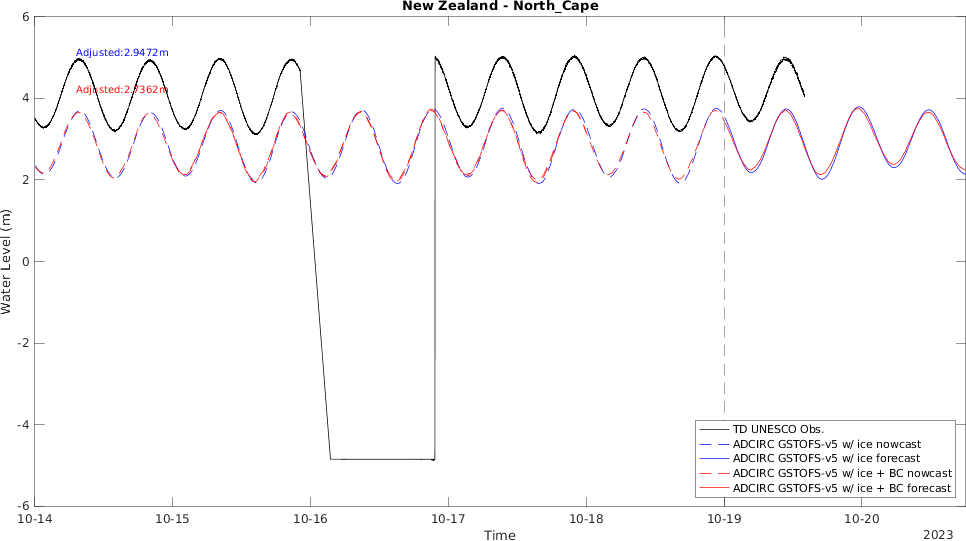 New Zealand - North_Cape
Water Level (m)
6
4
2
0
-2
-4
-6
Adjusted:2.9472m
Adjusted:2.7362m
TD UNESCO Obs.
ADCIRC GSTOFS-v5 w/ ice nowcast
ADCIRC GSTOFS-v5 w/ ice forecast
ADCIRC GSTOFS-v5 w/ ice + BC nowcast
ADCIRC GSTOFS-v5 w/ ice + BC forecast
10-14 10-15 10-16 10-17 10-18 10-19 10-20
Time
2023